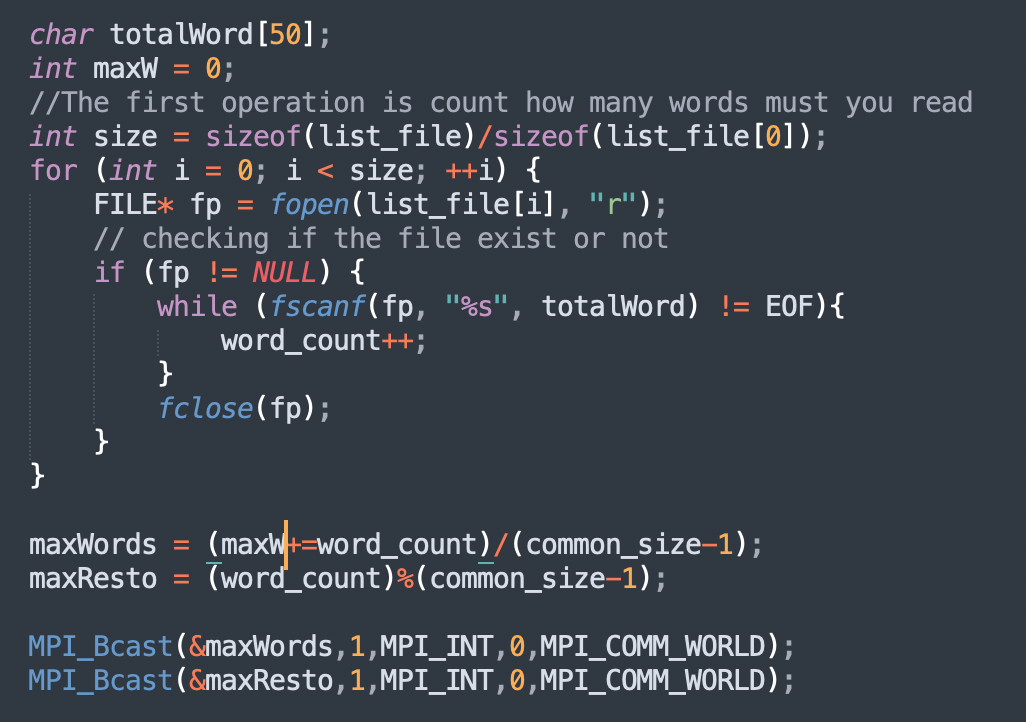 char totalWord[50];
int maxW = 0;
//The first operation is count how many words must you read
int size = sizeof(list_file)/sizeof(list_file[0]);
for (int i = 0; i < size; ++i) {
    FILE* fp = fopen(list_file[i], "r");
    // checking if the file exist or not
    if (fp != NULL) {
        while (fscanf(fp, "%s", totalWord) != EOF){
            word_count++;
        }
        fclose(fp);
    }
}

maxWords = (maxW+=word_count)/(common_size-1);
maxResto = (word_count)%(common_size-1);

MPI_Bcast(&maxWords,1,MPI_INT,0,MPI_COMM_WORLD);
MPI_Bcast(&maxResto,1,MPI_INT,0,MPI_COMM_WORLD);